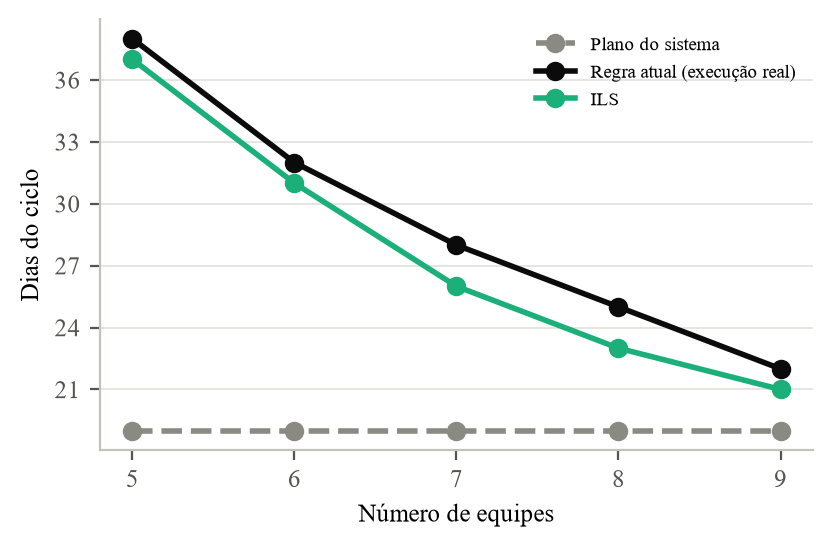 Plano do sistema
Regra atual (execução real)
ILS
36
33
30
27
24
21
Dias do ciclo
5 6 7 8 9
Número de equipes